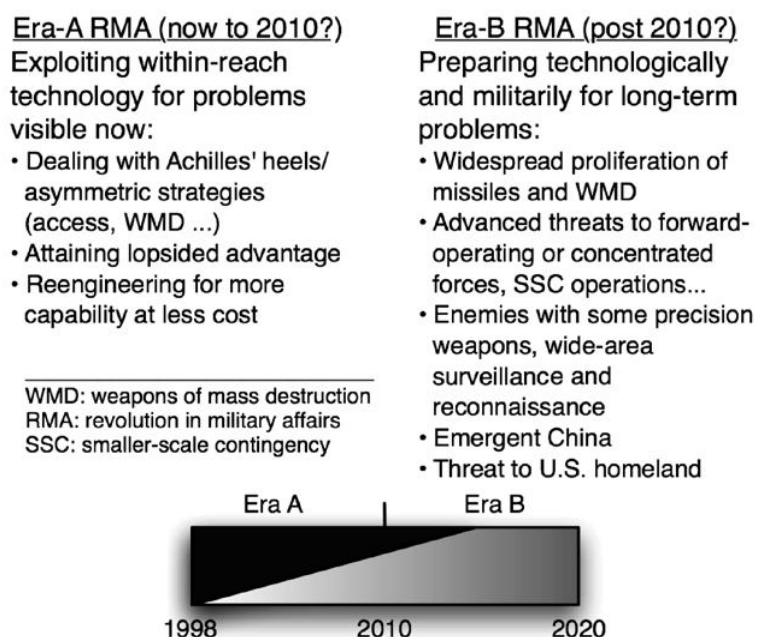 Era-A RMA (now to 2010?)
Exploiting within-reach
technology for problems
visible now:
• Dealing with Achilles' heels/
asymmetric strategies
(access, WMD ...)
• Attaining lopsided advantage
• Reengineering for more
capability at less cost
WMD: weapons of mass destruction
RMA: revolution in military affairs
SSC: smaller-scale contingency
Era-B RMA (post 2010?)
Preparing technologically
and militarily for long-term
problems:
• Widespread proliferation of
missiles and WMD
• Advanced threats to forward-
operating or concentrated
forces, SSC operations...
• Enemies with some precision
weapons, wide-area
surveillance and
reconnaissance
• Emergent China
• Threat to U.S. homeland
Era A
Era B
1998
2010
2020